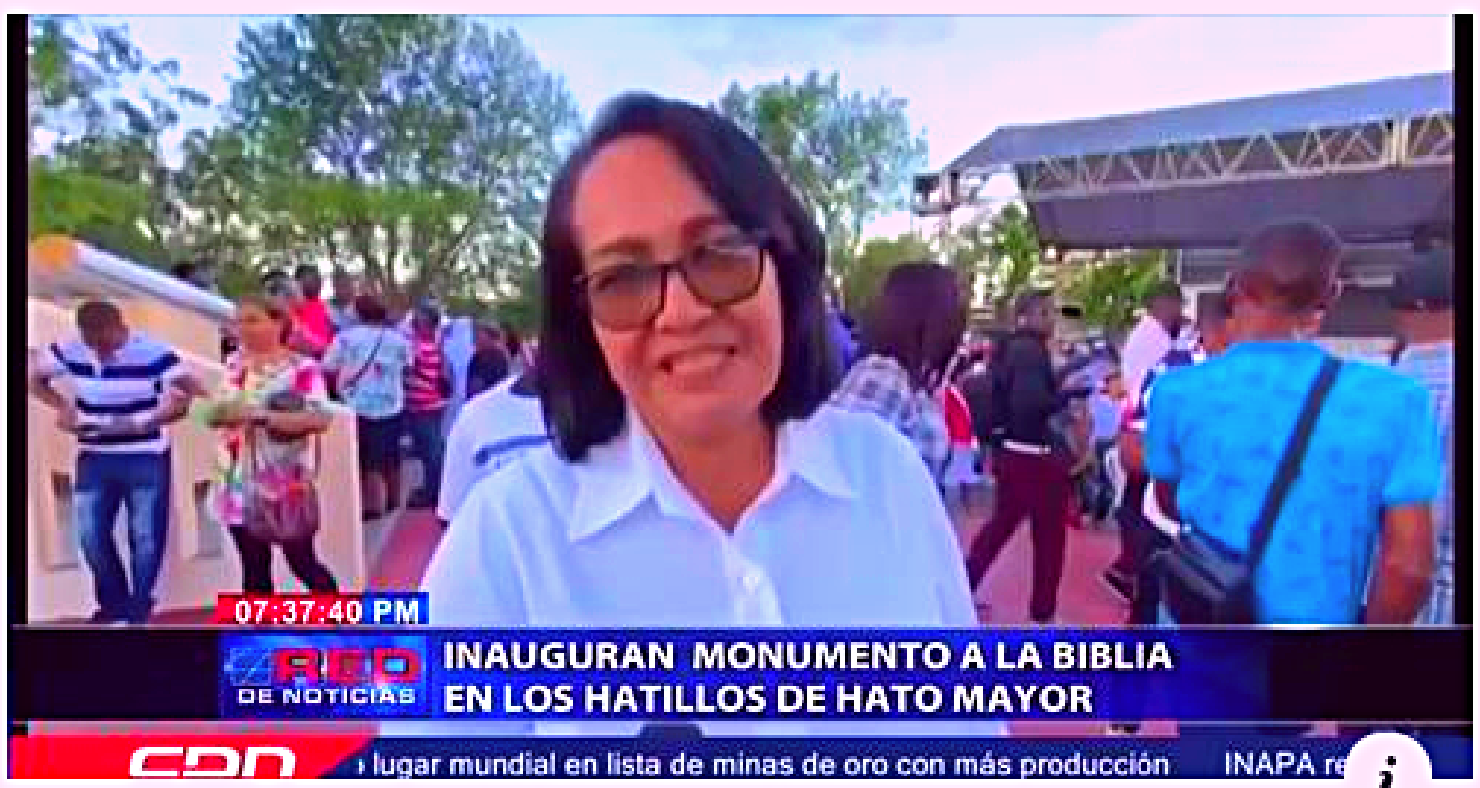 07:37:40 PM
RED
DE NOTICIAS
INAUGURAN MONUMENTO A LA BIBLIA
EN LOS HATILLOS DE HATO MAYOR
lugar mundial en lista de minas de oro con más producción INAPA
i